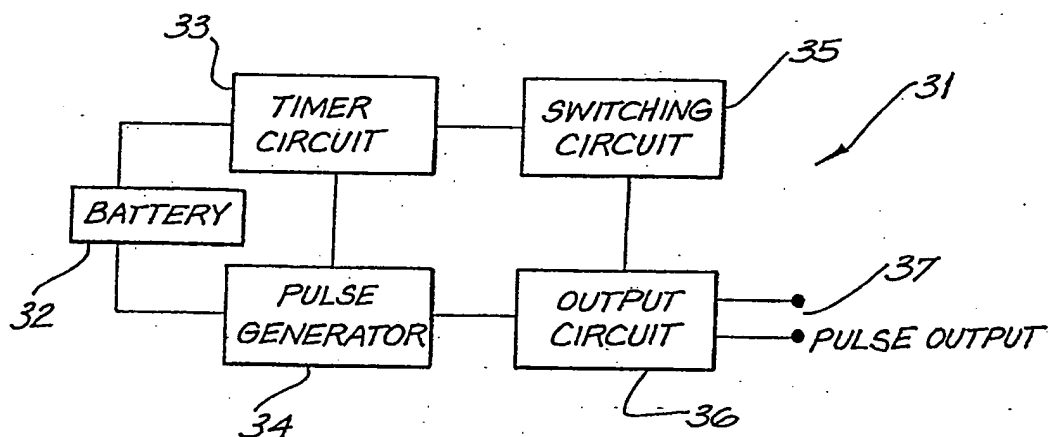 33
35
31
TIMER
CIRCUIT
SWITCHING
CIRCUIT
BATTERY
32
PULSE
GENERATOR
OUTPUT
CIRCUIT
37
PULSE OUTPUT
34
36